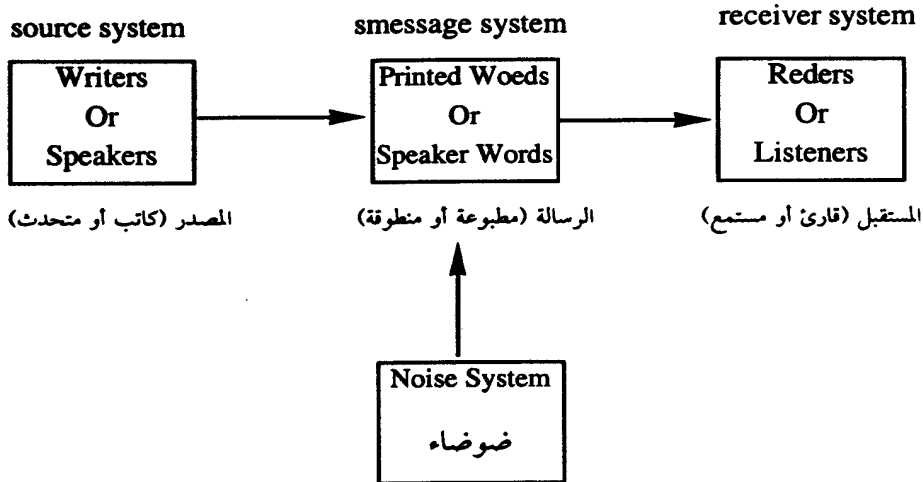 source system
smessage system
receiver system
Writers
Or
Speakers
Printed Woeds
Or
Speaker Words
Reders
Or
Listeners
المصدر (كاتب أو متحدث)
الرسالة (مطبوعة أو منطوقة)
المستقبل (قارئ أو مستمع)
Noise System
ضوضاء